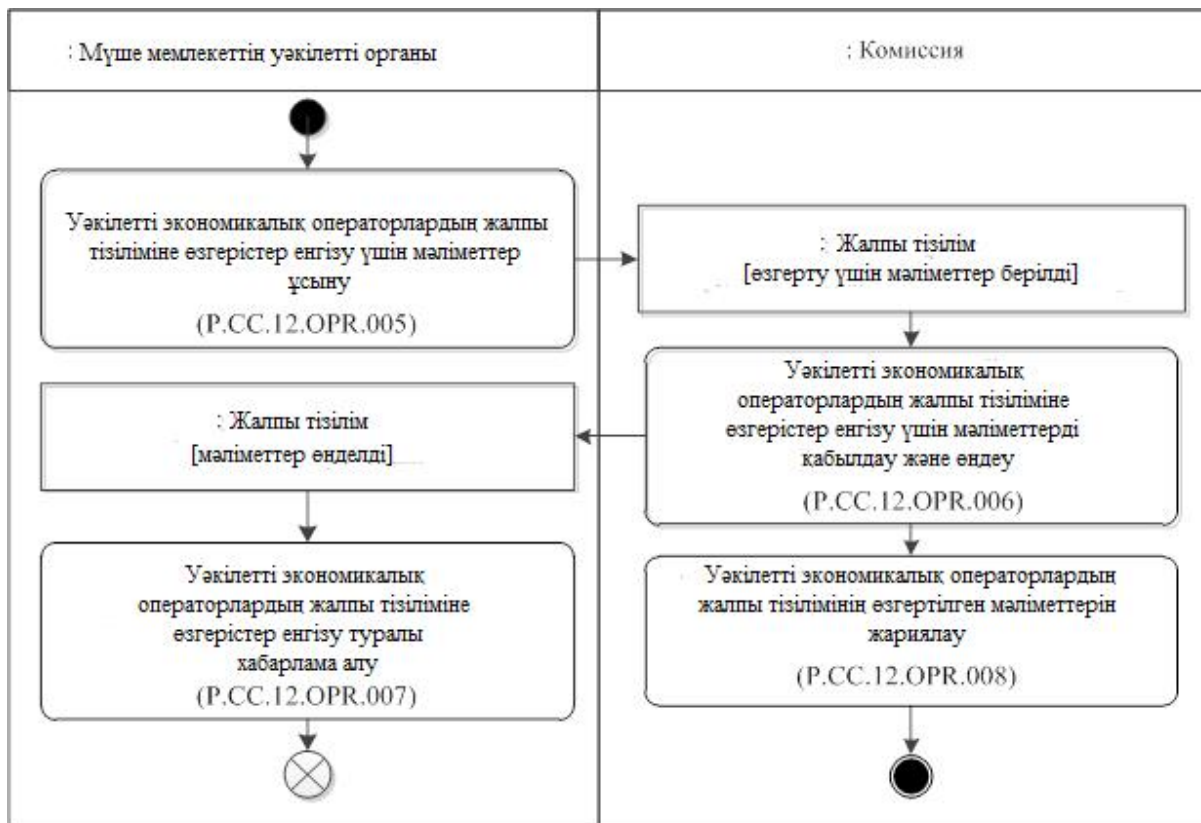 : Мүше мемлекеттің уәкілетті органы
: Комиссия
Уәкілетті экономикалық операторлардың жалпы
тізіліміне өзгерістер енгізу үшін мәліметтер
ұсыну
(P.CC.12.OPR.005)
: Жалпы тізілім
[өзгерту үшін мәліметтер берілді]
Уәкілетті экономикалық
операторлардың жалпы тізіліміне
өзгерістер енгізу үшін мәліметтерді
қабылдау және өңдеу
(P.CC.12.OPR.006)
: Жалпы тізілім
[мәліметтер өңделді]
Уәкілетті экономикалық
операторлардың жалпы тізіліміне
өзгерістер енгізу туралы
хабарлама алу
(P.CC.12.OPR.007)
Уәкілетті экономикалық операторлардың
жалпы тізілімінің өзгертілген мәліметтерін
жариялау
(P.CC.12.OPR.008)